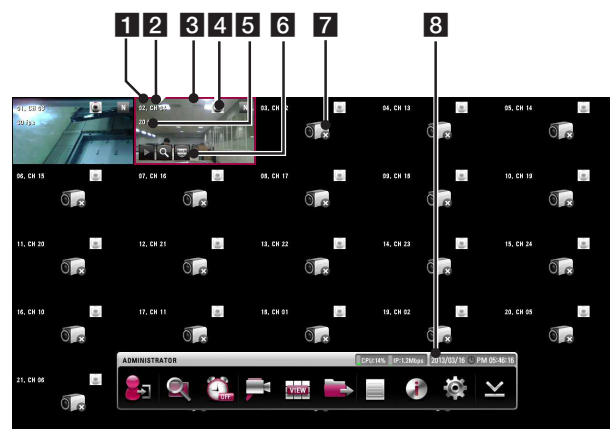 1 2 3 4 5 6 7 8
01, CH 03 N
30 fps
02, CH N
20
03, CH 12
04, CH 13
05, CH 14
06, CH 15
07, CH 16
08, CH 17
09, CH 18
10, CH 19
11, CH 20
12, CH 21
13, CH 22
14, CH 23
15, CH 24
16, CH 10
17, CH 11
18, CH 01
19, CH 02
20, CH 05
ADMINISTRATOR CPU:14% IP:1.2Mbps 2013/03/16 PM 05:46:16
21, CH 06
OFF
VIEW